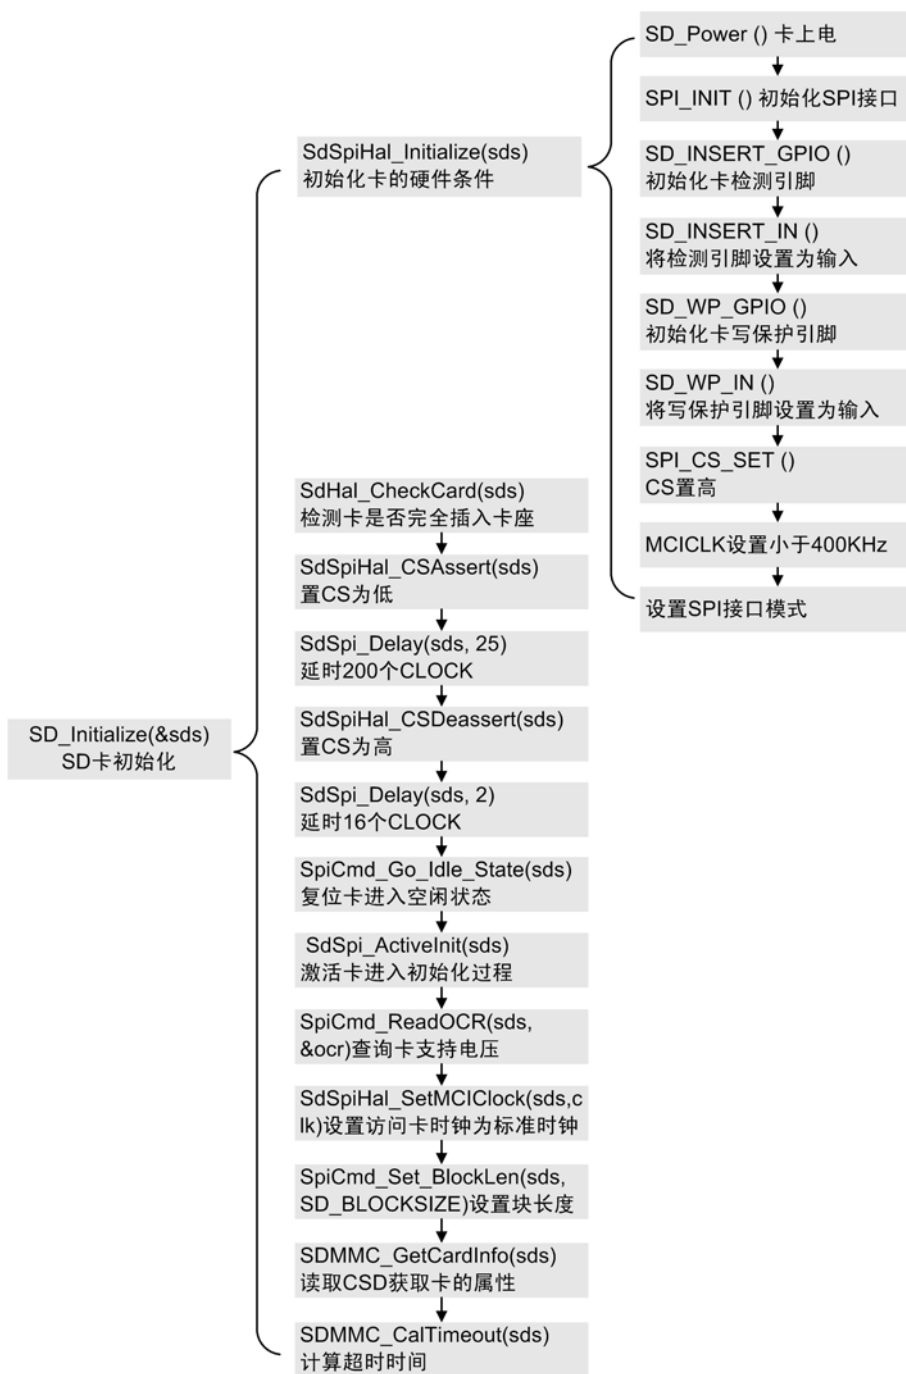 SD_Initialize(&sds)
SD卡初始化
SdSpiHal_Initialize(sds)
初始化卡的硬件条件
SD_Power () 卡上电
SPI_INIT () 初始化SPI接口
SD_INSERT_GPIO ()
初始化卡检测引脚
SD_INSERT_IN ()
将检测引脚设置为输入
SD_WP_GPIO ()
初始化卡写保护引脚
SD_WP_IN ()
将写保护引脚设置为输入
SPI_CS_SET ()
CS置高
MCICLK设置小于400KHz
设置SPI接口模式
SdHal_CheckCard(sds)
检测卡是否完全插入卡座
SdSpiHal_CSAssert(sds)
置CS为低
SdSpi_Delay(sds, 25)
延时200个CLOCK
SdSpiHal_CSDeassert(sds)
置CS为高
SdSpi_Delay(sds, 2)
延时16个CLOCK
SpiCmd_Go_Idle_State(sds)
复位卡进入空闲状态
SdSpi_ActiveInit(sds)
激活卡进入初始化过程
SpiCmd_ReadOCR(sds,
&ocr)查询卡支持电压
SdSpiHal_SetMCIClock(sds,c
lk)设置访问卡时钟为标准时钟
SpiCmd_Set_BlockLen(sds,
SD_BLOCKSIZE)设置块长度
SDMMC_GetCardInfo(sds)
读取CSD获取卡的属性
SDMMC_CalTimeout(sds)
计算超时时间